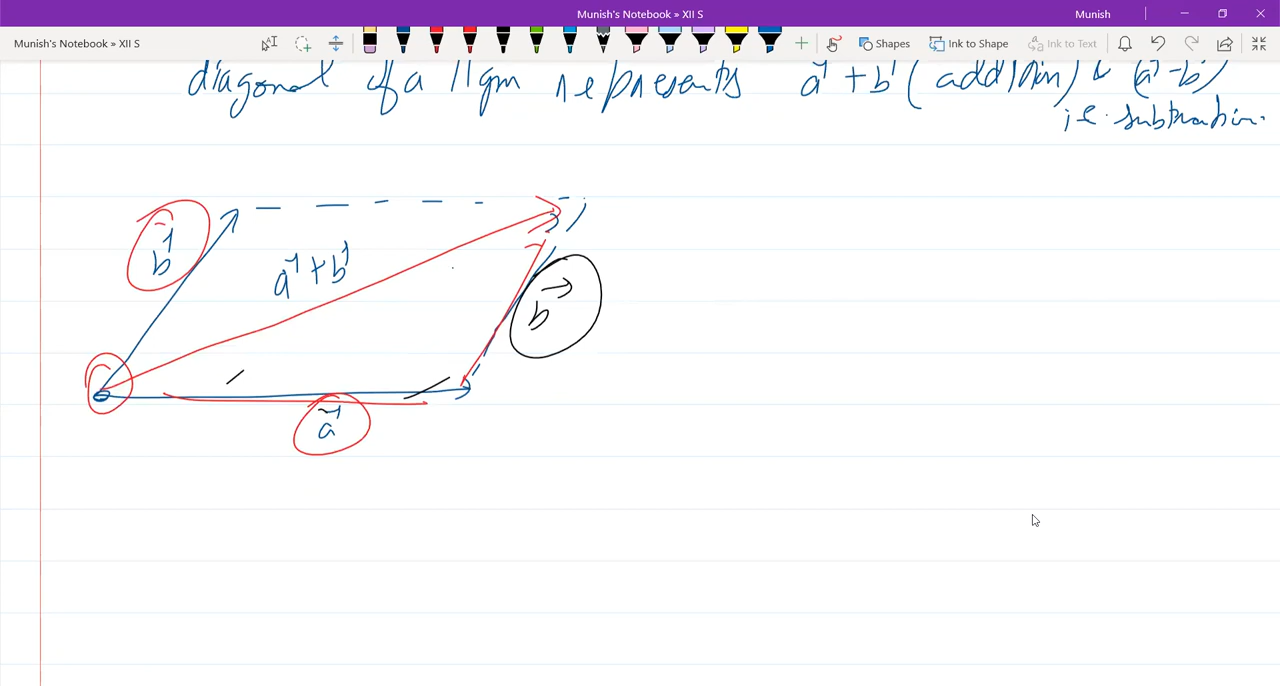 Munish's Notebook » XII S
Munish
Munish's Notebook » XII S
Shapes
Ink to Shape
Ink to Text
diagonal of a ||gm represents a⃗ + b⃗ (addition) & (a⃗ - b⃗)
i.e. subtraction.
b⃗
a⃗ + b⃗
b⃗
a⃗